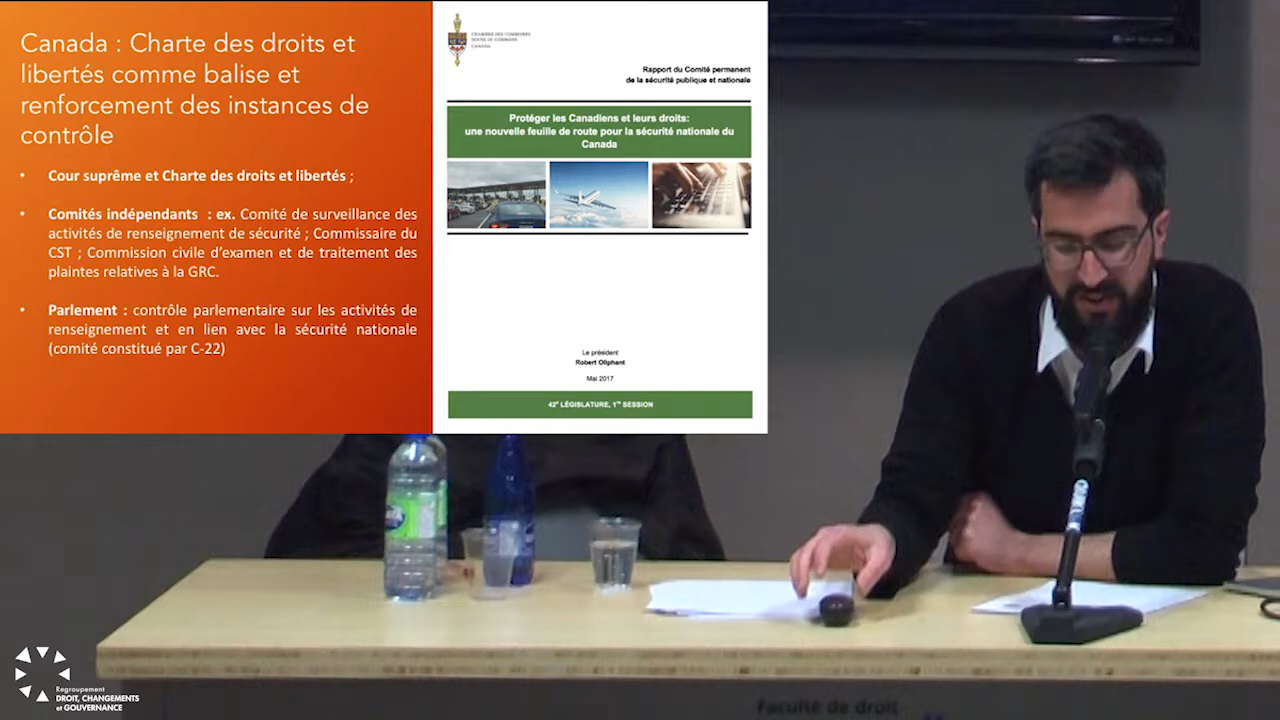 Canada : Charte des droits et
libertés comme balise et
renforcement des instances de
contrôle
• Cour suprême et Charte des droits et libertés ;
• Comités indépendants : ex. Comité de surveillance des
activités de renseignement de sécurité ; Commissaire du
CST ; Commission civile d'examen et de traitement des
plaintes relatives à la GRC.
• Parlement : contrôle parlementaire sur les activités de
renseignement et en lien avec la sécurité nationale
(comité constitué par C-22)
CHAMBRE DES COMMUNES
HOUSE OF COMMONS
CANADA
Rapport du Comité permanent
de la sécurité publique et nationale
Protéger les Canadiens et leurs droits:
une nouvelle feuille de route pour la sécurité nationale du
Canada
Le président
Robert Oliphant
Mai 2017
42e LÉGISLATURE, 1re SESSION
Regroupement
DROIT, CHANGEMENTS
et GOUVERNANCE
Faculté de droit